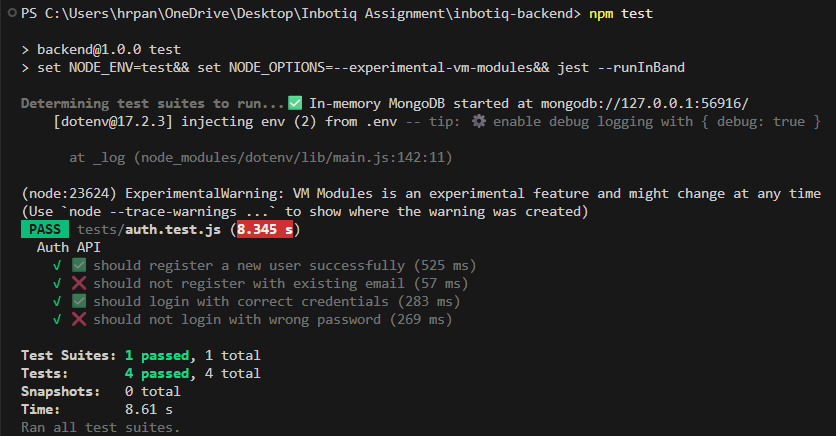 PS C:\Users\hrpan\OneDrive\Desktop\Inbotiq Assignment\inbotiq-backend> npm test
> backend@1.0.0 test
> set NODE_ENV=test&& set NODE_OPTIONS=--experimental-vm-modules&& jest --runInBand
Determining test suites to run...✅ In-memory MongoDB started at mongodb://127.0.0.1:56916/
[dotenv@17.2.3] injecting env (2) from .env -- tip: ⚙️ enable debug logging with { debug: true }
at _log (node_modules/dotenv/lib/main.js:142:11)
(node:23624) ExperimentalWarning: VM Modules is an experimental feature and might change at any time
(Use `node --trace-warnings ...` to show where the warning was created)
PASS tests/auth.test.js (8.345 s)
Auth API
√ ✅ should register a new user successfully (525 ms)
√ ❌ should not register with existing email (57 ms)
√ ✅ should login with correct credentials (283 ms)
√ ❌ should not login with wrong password (269 ms)
Test Suites: 1 passed, 1 total
Tests: 4 passed, 4 total
Snapshots: 0 total
Time: 8.61 s
Ran all test suites.